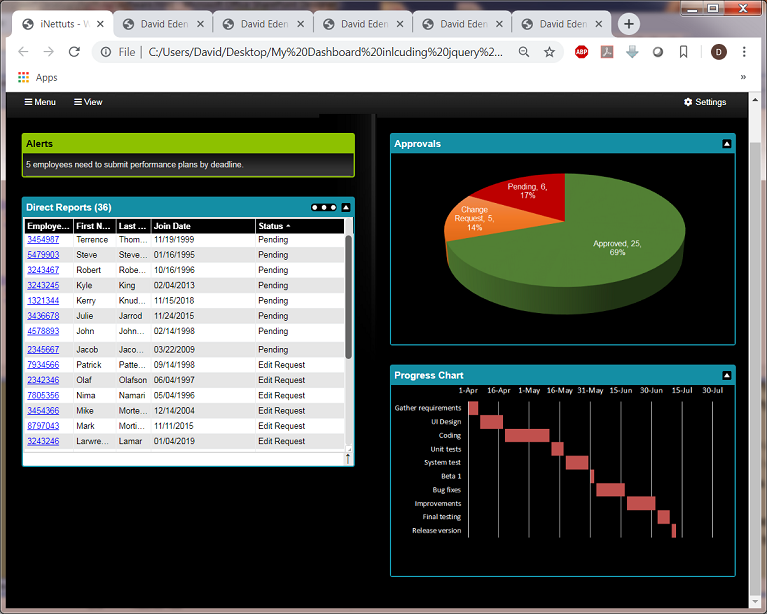 iNettuts - W
David Eden
David Eden
David Eden
David Eden
David Eden
File | C:/Users/David/Desktop/My%20Dashboard%20inlcuding%20jquery%2...
ABP
D
Apps
»
Menu View Settings
Alerts
5 employees need to submit performance plans by deadline.
Direct Reports (36)
Employe... First N... Last ... Join Date Status
3454987 Terrence Thom... 11/19/1999 Pending
5479903 Steve Steve... 01/16/1995 Pending
3243467 Robert Robe... 10/16/1996 Pending
3243245 Kyle King 02/04/2013 Pending
1321344 Kerry Knud... 11/15/2018 Pending
3436678 Julie Jarrod 11/24/2015 Pending
4578893 John John... 02/14/1998 Pending
2345667 Jacob Jaco... 03/22/2009 Pending
7934566 Patrick Patte... 09/14/1998 Edit Request
2342346 Olaf Olafson 06/04/1997 Edit Request
7805356 Nima Namari 05/04/1996 Edit Request
3454366 Mike Morte... 12/14/2004 Edit Request
8797043 Mark Morti... 11/11/2015 Edit Request
3243246 Larwre... Lamar 01/04/2019 Edit Request
Approvals
Pending, 6,
17%
Change
Request, 5,
14%
Approved, 25,
69%
Progress Chart
1-Apr 16-Apr 1-May 16-May 31-May 15-Jun 30-Jun 15-Jul 30-Jul
Gather requirements
UI Design
Coding
Unit tests
System test
Beta 1
Bug fixes
Improvements
Final testing
Release version